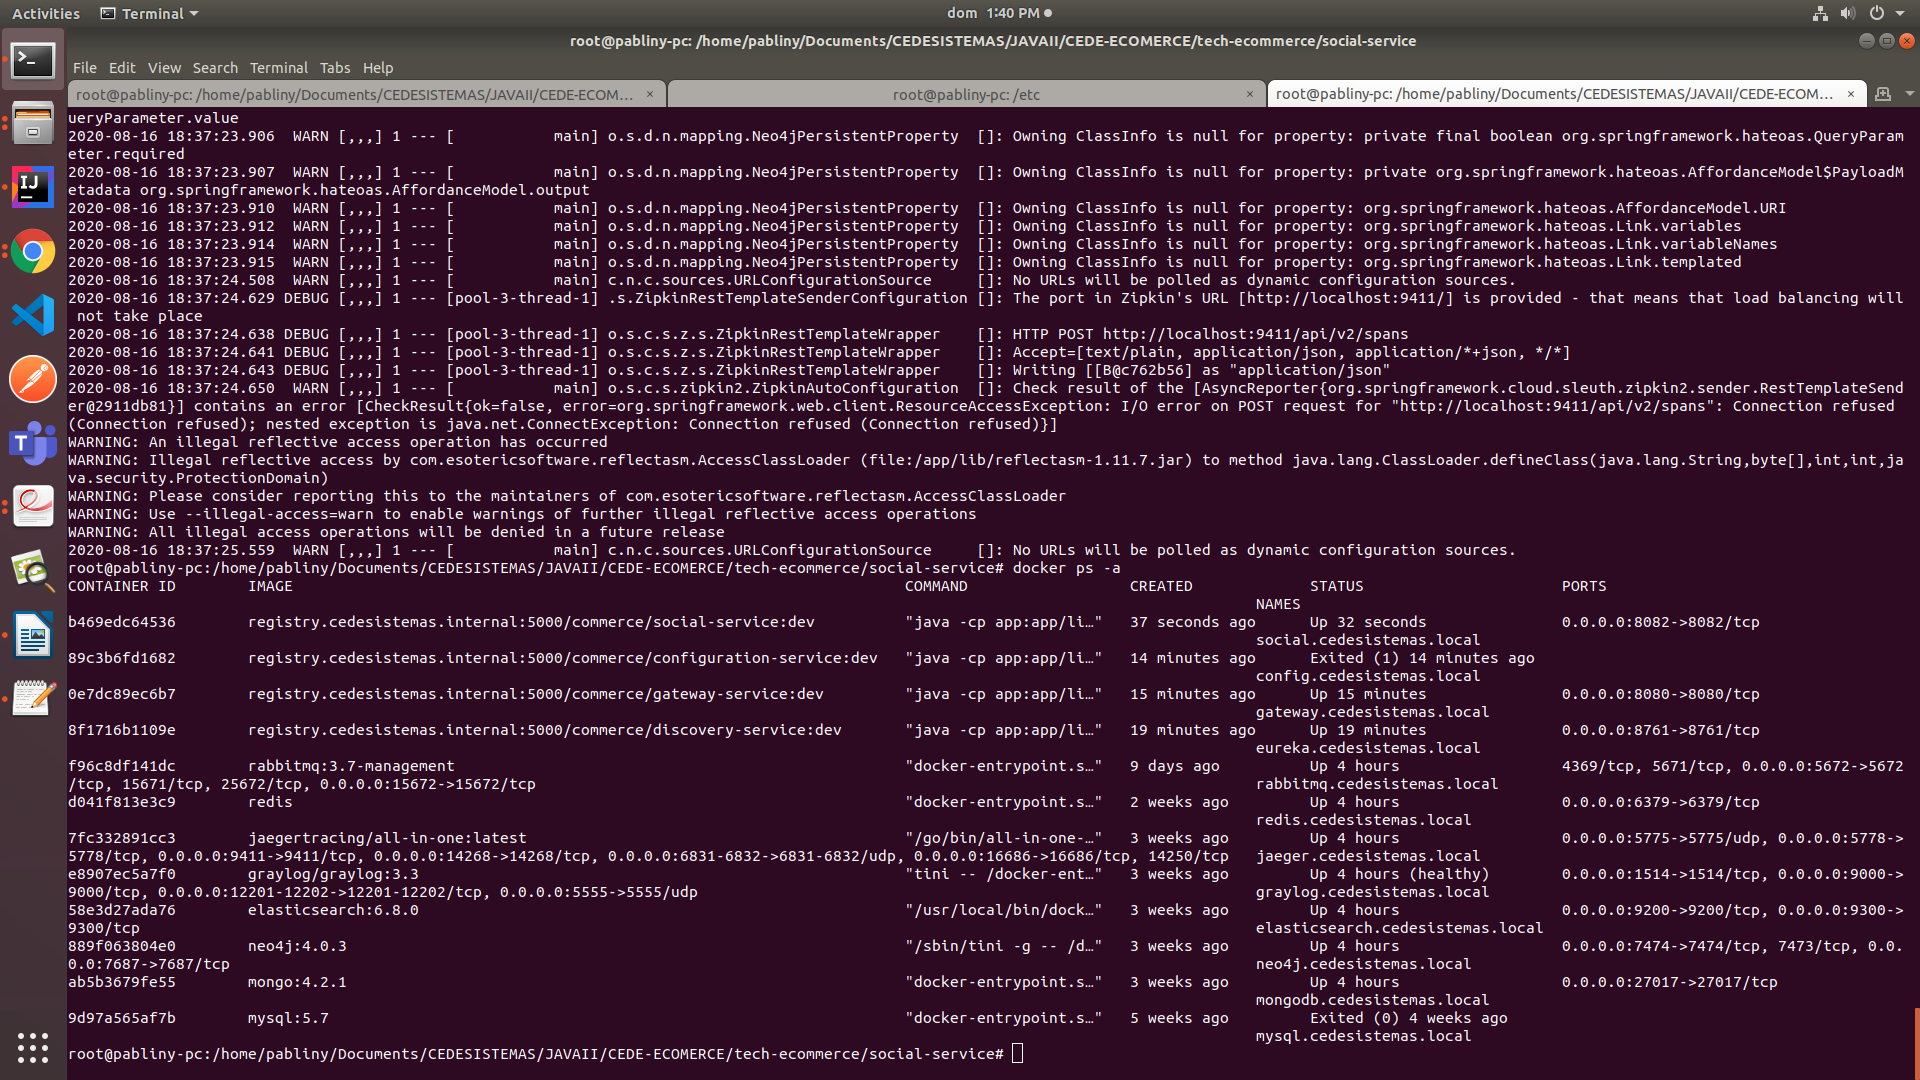 Activities Terminal dom 1:40 PM
root@pabliny-pc: /home/pabliny/Documents/CEDESISTEMAS/JAVAII/CEDE-ECOMERCE/tech-ecommerce/social-service
File Edit View Search Terminal Tabs Help
root@pabliny-pc: /home/pabliny/Documents/CEDESISTEMAS/JAVAII/CEDE-ECOM... × root@pabliny-pc: /etc × root@pabliny-pc: /home/pabliny/Documents/CEDESISTEMAS/JAVAII/CEDE-ECOM... ×
ueryParameter.value
2020-08-16 18:37:23.906  WARN [,,,] 1 --- [           main] o.s.d.n.mapping.Neo4jPersistentProperty  []: Owning ClassInfo is null for property: private final boolean org.springframework.hateoas.QueryParam
eter.required
2020-08-16 18:37:23.907  WARN [,,,] 1 --- [           main] o.s.d.n.mapping.Neo4jPersistentProperty  []: Owning ClassInfo is null for property: private org.springframework.hateoas.AffordanceModel$PayloadM
etadata org.springframework.hateoas.AffordanceModel.output
2020-08-16 18:37:23.910  WARN [,,,] 1 --- [           main] o.s.d.n.mapping.Neo4jPersistentProperty  []: Owning ClassInfo is null for property: org.springframework.hateoas.AffordanceModel.URI
2020-08-16 18:37:23.912  WARN [,,,] 1 --- [           main] o.s.d.n.mapping.Neo4jPersistentProperty  []: Owning ClassInfo is null for property: org.springframework.hateoas.Link.variables
2020-08-16 18:37:23.914  WARN [,,,] 1 --- [           main] o.s.d.n.mapping.Neo4jPersistentProperty  []: Owning ClassInfo is null for property: org.springframework.hateoas.Link.variableNames
2020-08-16 18:37:23.915  WARN [,,,] 1 --- [           main] o.s.d.n.mapping.Neo4jPersistentProperty  []: Owning ClassInfo is null for property: org.springframework.hateoas.Link.templated
2020-08-16 18:37:24.508  WARN [,,,] 1 --- [           main] c.n.c.sources.URLConfigurationSource     []: No URLs will be polled as dynamic configuration sources.
2020-08-16 18:37:24.629 DEBUG [,,,] 1 --- [pool-3-thread-1] .s.ZipkinRestTemplateSenderConfiguration []: The port in Zipkin's URL [http://localhost:9411/] is provided - that means that load balancing will
 not take place
2020-08-16 18:37:24.638 DEBUG [,,,] 1 --- [pool-3-thread-1] o.s.c.s.z.s.ZipkinRestTemplateWrapper    []: HTTP POST http://localhost:9411/api/v2/spans
2020-08-16 18:37:24.641 DEBUG [,,,] 1 --- [pool-3-thread-1] o.s.c.s.z.s.ZipkinRestTemplateWrapper    []: Accept=[text/plain, application/json, application/*+json, */*]
2020-08-16 18:37:24.643 DEBUG [,,,] 1 --- [pool-3-thread-1] o.s.c.s.z.s.ZipkinRestTemplateWrapper    []: Writing [[B@c762b56] as "application/json"
2020-08-16 18:37:24.650  WARN [,,,] 1 --- [           main] o.s.c.s.zipkin2.ZipkinAutoConfiguration  []: Check result of the [AsyncReporter{org.springframework.cloud.sleuth.zipkin2.sender.RestTemplateSend
er@2911db81}] contains an error [CheckResult{ok=false, error=org.springframework.web.client.ResourceAccessException: I/O error on POST request for "http://localhost:9411/api/v2/spans": Connection refused
(Connection refused); nested exception is java.net.ConnectException: Connection refused (Connection refused)}]
WARNING: An illegal reflective access operation has occurred
WARNING: Illegal reflective access by com.esotericsoftware.reflectasm.AccessClassLoader (file:/app/lib/reflectasm-1.11.7.jar) to method java.lang.ClassLoader.defineClass(java.lang.String,byte[],int,int,ja
va.security.ProtectionDomain)
WARNING: Please consider reporting this to the maintainers of com.esotericsoftware.reflectasm.AccessClassLoader
WARNING: Use --illegal-access=warn to enable warnings of further illegal reflective access operations
WARNING: All illegal access operations will be denied in a future release
2020-08-16 18:37:25.559  WARN [,,,] 1 --- [           main] c.n.c.sources.URLConfigurationSource     []: No URLs will be polled as dynamic configuration sources.
root@pabliny-pc:/home/pabliny/Documents/CEDESISTEMAS/JAVAII/CEDE-ECOMERCE/tech-ecommerce/social-service# docker ps -a
CONTAINER ID IMAGE COMMAND CREATED STATUS PORTS
NAMES
b469edc64536 registry.cedesistemas.internal:5000/commerce/social-service:dev "java -cp app:app/li…" 37 seconds ago Up 32 seconds 0.0.0.0:8082->8082/tcp
social.cedesistemas.local
89c3b6fd1682 registry.cedesistemas.internal:5000/commerce/configuration-service:dev "java -cp app:app/li…" 14 minutes ago Exited (1) 14 minutes ago
config.cedesistemas.local
0e7dc89ec6b7 registry.cedesistemas.internal:5000/commerce/gateway-service:dev "java -cp app:app/li…" 15 minutes ago Up 15 minutes 0.0.0.0:8080->8080/tcp
gateway.cedesistemas.local
8f1716b1109e registry.cedesistemas.internal:5000/commerce/discovery-service:dev "java -cp app:app/li…" 19 minutes ago Up 19 minutes 0.0.0.0:8761->8761/tcp
eureka.cedesistemas.local
f96c8df141dc rabbitmq:3.7-management "docker-entrypoint.s…" 9 days ago Up 4 hours 4369/tcp, 5671/tcp, 0.0.0.0:5672->5672
/tcp, 15671/tcp, 25672/tcp, 0.0.0.0:15672->15672/tcp rabbitmq.cedesistemas.local
d041f813e3c9 redis "docker-entrypoint.s…" 2 weeks ago Up 4 hours 0.0.0.0:6379->6379/tcp
redis.cedesistemas.local
7fc332891cc3 jaegertracing/all-in-one:latest "/go/bin/all-in-one-…" 3 weeks ago Up 4 hours 0.0.0.0:5775->5775/udp, 0.0.0.0:5778->
5778/tcp, 0.0.0.0:9411->9411/tcp, 0.0.0.0:14268->14268/tcp, 0.0.0.0:6831-6832->6831-6832/udp, 0.0.0.0:16686->16686/tcp, 14250/tcp jaeger.cedesistemas.local
e8907ec5a7f0 graylog/graylog:3.3 "tini -- /docker-ent…" 3 weeks ago Up 4 hours (healthy) 0.0.0.0:1514->1514/tcp, 0.0.0.0:9000->
9000/tcp, 0.0.0.0:12201-12202->12201-12202/tcp, 0.0.0.0:5555->5555/udp graylog.cedesistemas.local
58e3d27ada76 elasticsearch:6.8.0 "/usr/local/bin/dock…" 3 weeks ago Up 4 hours 0.0.0.0:9200->9200/tcp, 0.0.0.0:9300->
9300/tcp elasticsearch.cedesistemas.local
889f063804e0 neo4j:4.0.3 "/sbin/tini -g -- /d…" 3 weeks ago Up 4 hours 0.0.0.0:7474->7474/tcp, 7473/tcp, 0.0.
0.0:7687->7687/tcp neo4j.cedesistemas.local
ab5b3679fe55 mongo:4.2.1 "docker-entrypoint.s…" 3 weeks ago Up 4 hours 0.0.0.0:27017->27017/tcp
mongodb.cedesistemas.local
9d97a565af7b mysql:5.7 "docker-entrypoint.s…" 5 weeks ago Exited (0) 4 weeks ago
mysql.cedesistemas.local
root@pabliny-pc:/home/pabliny/Documents/CEDESISTEMAS/JAVAII/CEDE-ECOMERCE/tech-ecommerce/social-service#